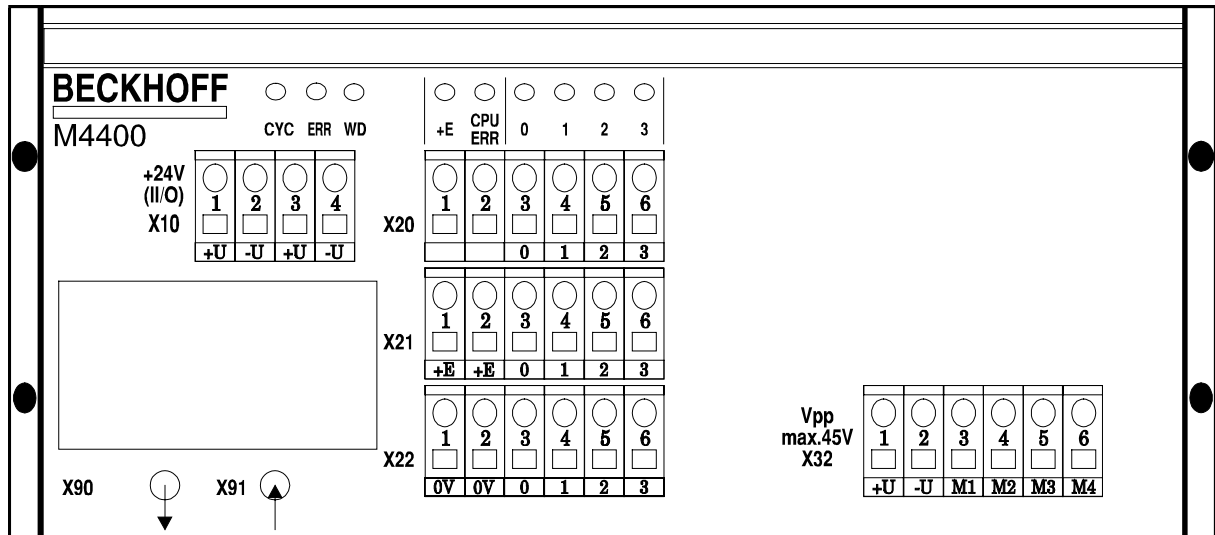 BECKHOFF
M4400
CYC ERR WD
+E CPU ERR 0 1 2 3
+24V
(II/O)
X10
1 2 3 4
+U -U +U -U
X20
1 2 3 4 5 6
0 1 2 3
X21
1 2 3 4 5 6
+E +E 0 1 2 3
X22
1 2 3 4 5 6
0V 0V 0 1 2 3
Vpp
max.45V
X32
1 2 3 4 5 6
+U -U M1 M2 M3 M4
X90 X91